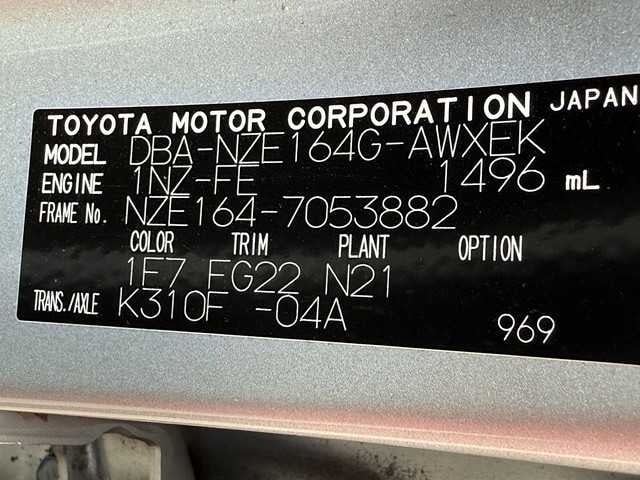 TOYOTA MOTOR CORPORATION JAPAN
MODEL DBA-NZE164G-AWXEK
ENGINE 1NZ-FE 1496 mL
FRAME No. NZE164-7053882
COLOR TRIM PLANT OPTION
1E7 FG22 N21
TRANS./AXLE K310F -04A
969